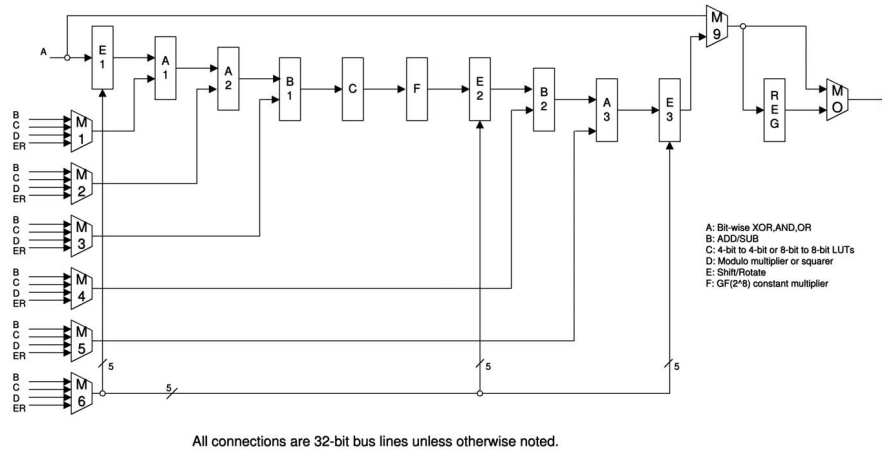 A
E
1
A
1
A
2
B
1
C
F
E
2
B
2
A
3
E
3
M
9
R
E
G
M
O
B
C
D
ER
M
1
B
C
D
ER
M
2
B
C
D
ER
M
3
B
C
D
ER
M
4
B
C
D
ER
M
5
B
C
D
ER
M
6
5
5
5
5
A: Bit-wise XOR,AND,OR
B: ADD/SUB
C: 4-bit to 4-bit or 8-bit to 8-bit LUTs
D: Modulo multiplier or squarer
E: Shift/Rotate
F: GF(2^8) constant multiplier
All connections are 32-bit bus lines unless otherwise noted.